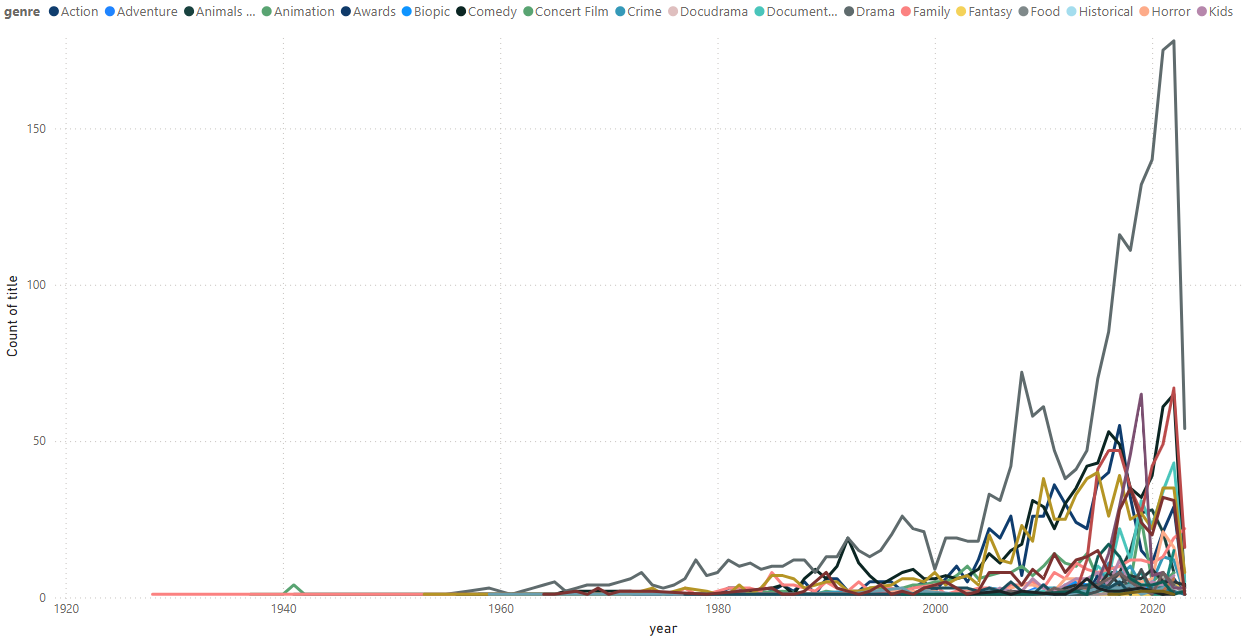 genre Action Adventure Animals ... Animation Awards Biopic Comedy Concert Film Crime Docudrama Document... Drama Family Fantasy Food Historical Horror Kids
150
100
50
0
Count of title
1920 1940 1960 1980 2000 2020
year